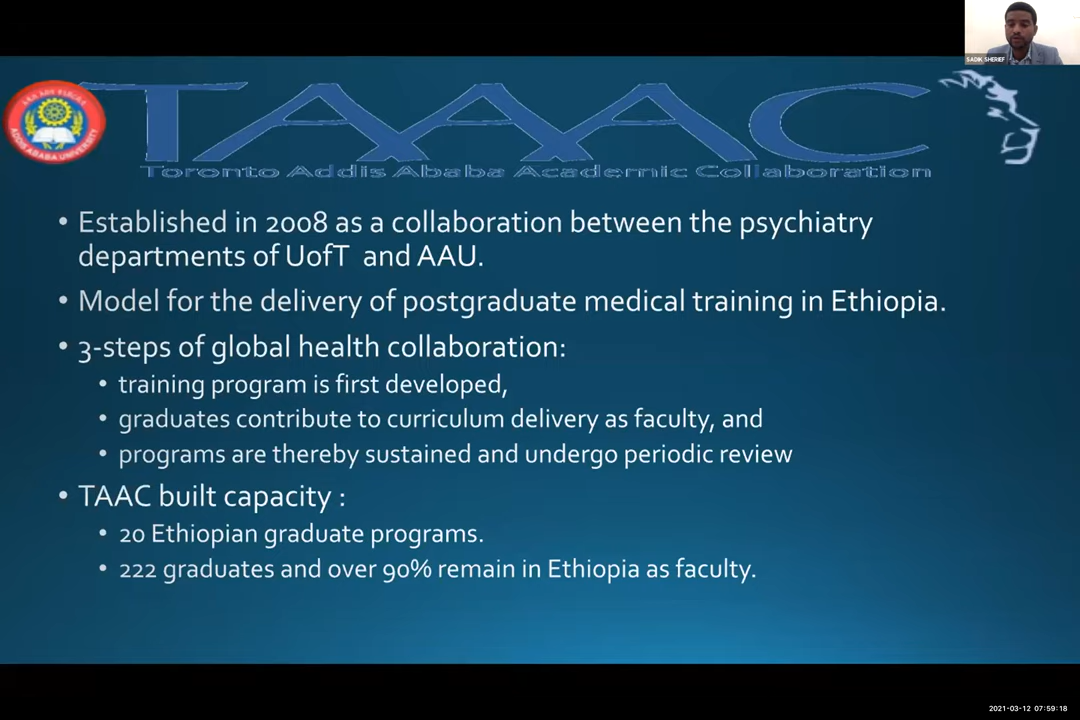 SADIK SHERIEF
TAAAC
ADDIS ABABA UNIVERSITY
Toronto Addis Ababa Academic Collaboration
• Established in 2008 as a collaboration between the psychiatry
departments of UofT and AAU.
• Model for the delivery of postgraduate medical training in Ethiopia.
• 3-steps of global health collaboration:
• training program is first developed,
• graduates contribute to curriculum delivery as faculty, and
• programs are thereby sustained and undergo periodic review
• TAAC built capacity :
• 20 Ethiopian graduate programs.
• 222 graduates and over 90% remain in Ethiopia as faculty.
2021-03-12 07:59:18